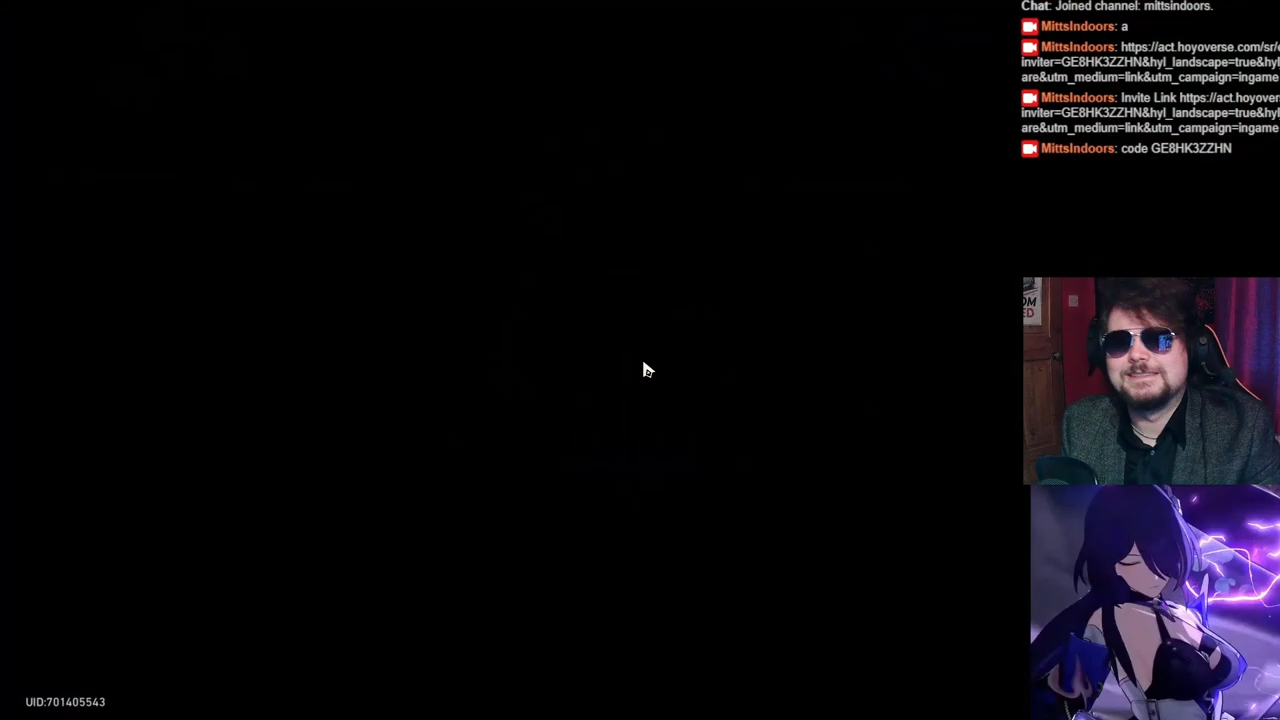 Chat: Joined channel: mittsindoors.
MittsIndoors: a
MittsIndoors: https://act.hoyoverse.com/sr/
inviter=GE8HK3ZZHN&hyl_landscape=true&hyl
are&utm_medium=link&utm_campaign=ingame
MittsIndoors: Invite Link https://act.hoyover
inviter=GE8HK3ZZHN&hyl_landscape=true&hyl
are&utm_medium=link&utm_campaign=ingame
MittsIndoors: code GE8HK3ZZHN
OM
ED
UID:701405543